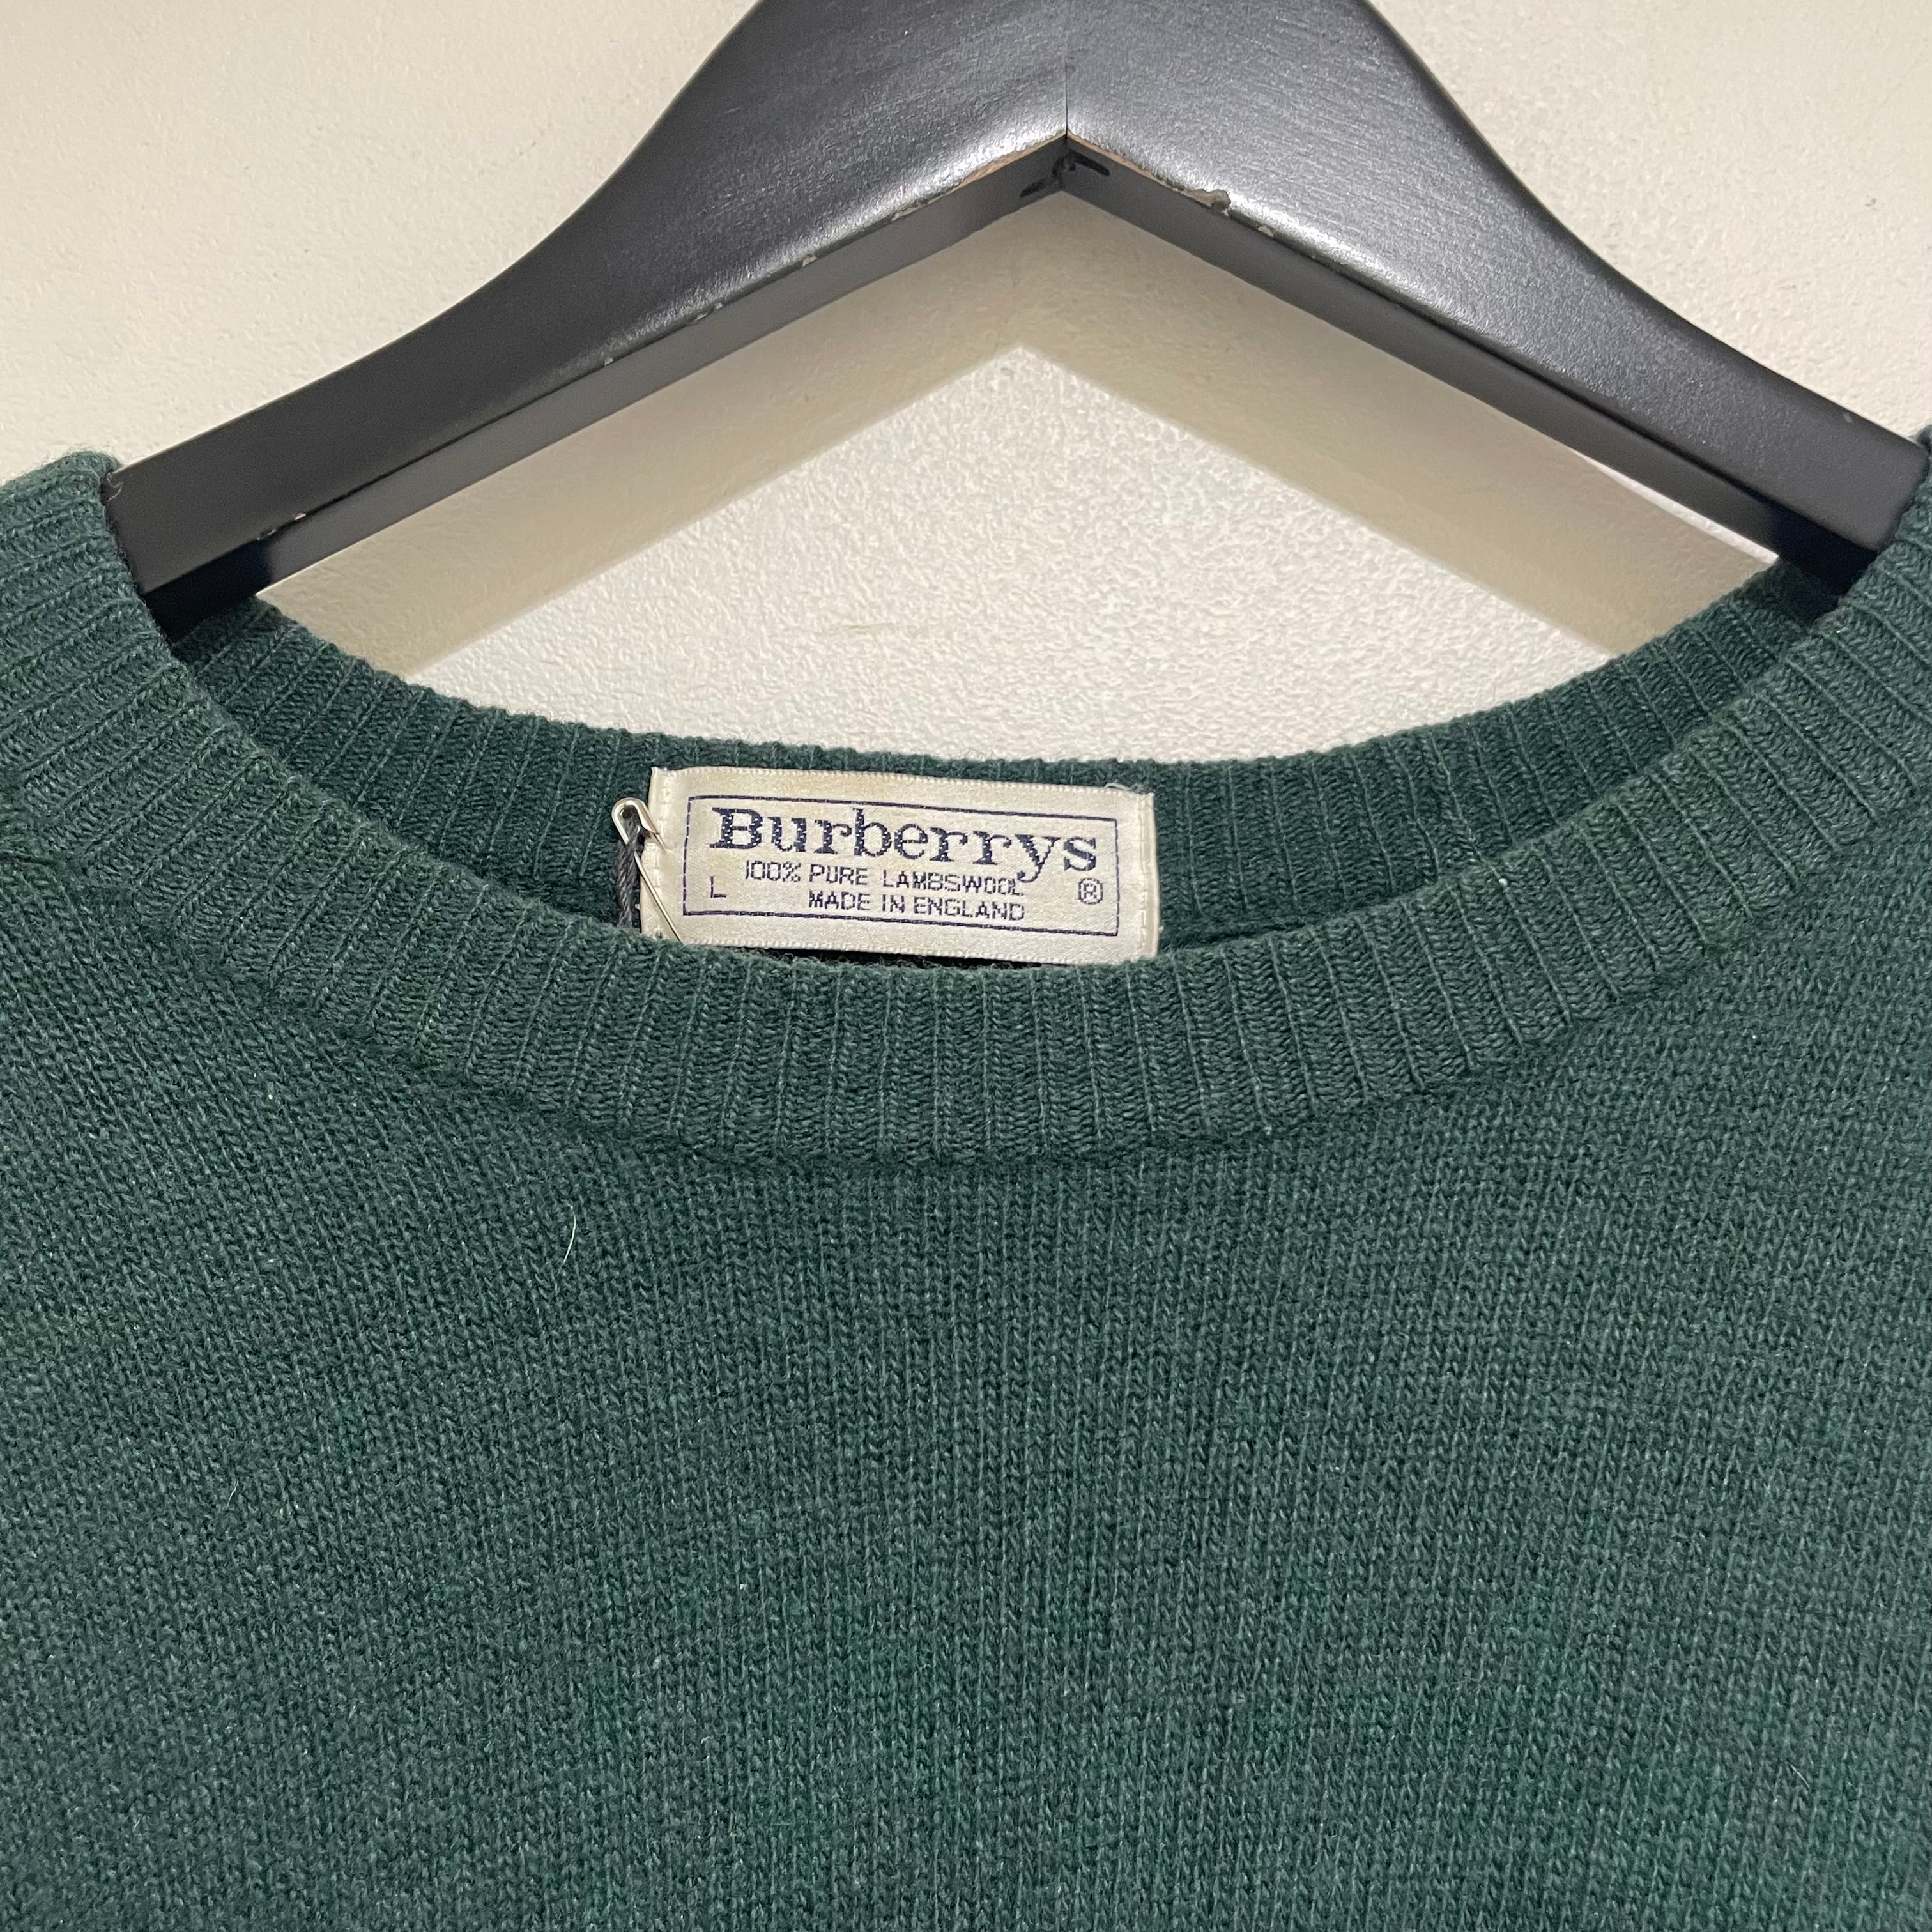 Burberrys
100% PURE LAMBSWOOL
L MADE IN ENGLAND ®